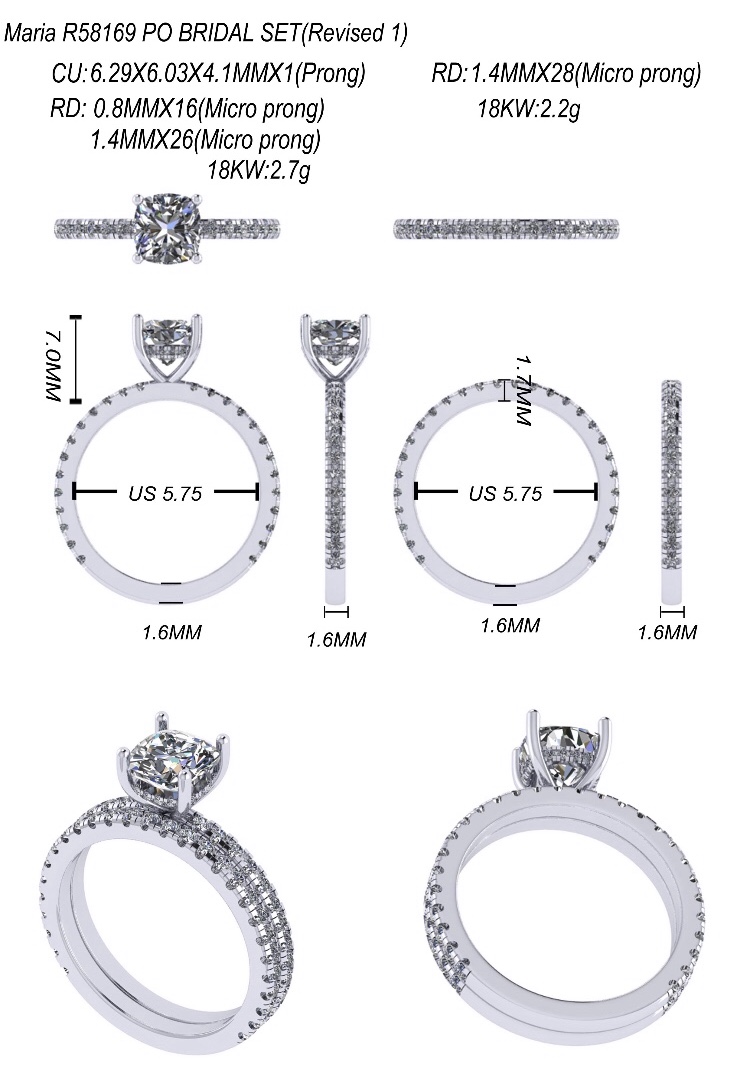 Maria R58169 PO BRIDAL SET(Revised 1)
CU:6.29X6.03X4.1MMX1(Prong)
RD: 0.8MMX16(Micro prong)
1.4MMX26(Micro prong)
18KW:2.7g
RD:1.4MMX28(Micro prong)
18KW:2.2g
7.0MM
1.7MM
US 5.75
US 5.75
1.6MM
1.6MM
1.6MM
1.6MM